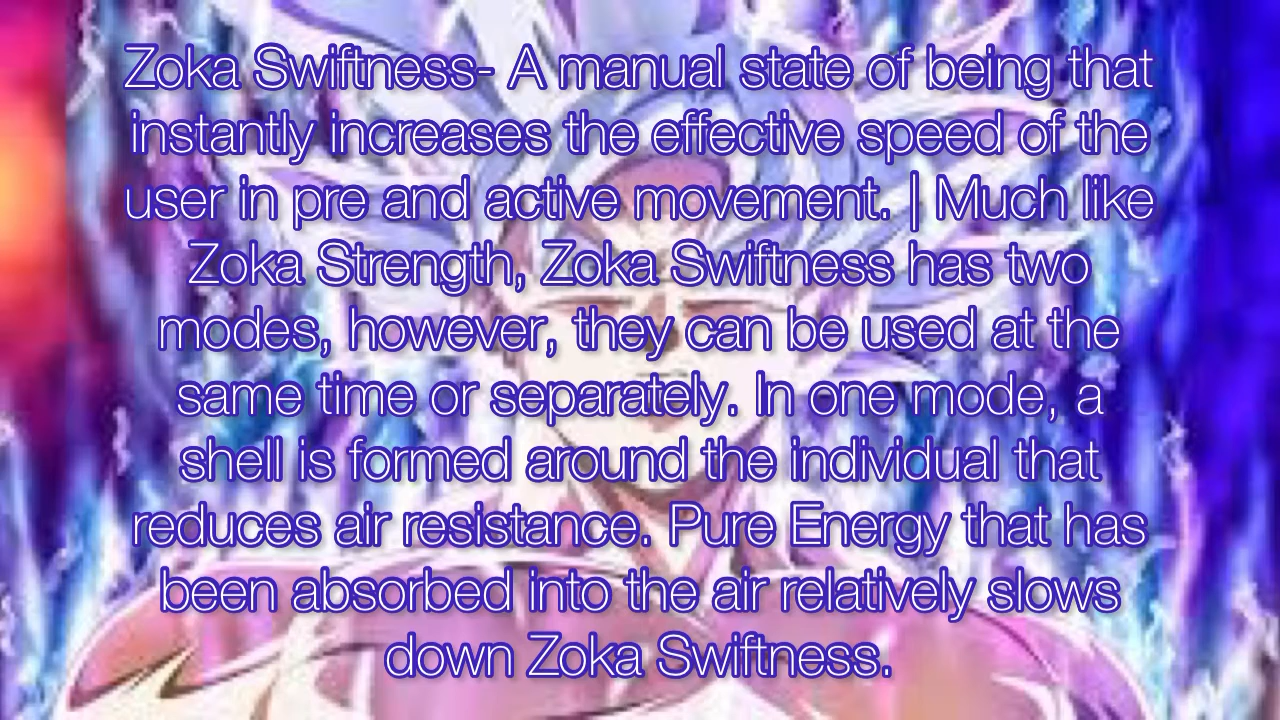 Zoka Swiftness- A manual state of being that
instantly increases the effective speed of the
user in pre and active movement. | Much like
Zoka Strength, Zoka Swiftness has two
modes, however, they can be used at the
same time or separately. In one mode, a
shell is formed around the individual that
reduces air resistance. Pure Energy that has
been absorbed into the air relatively slows
down Zoka Swiftness.